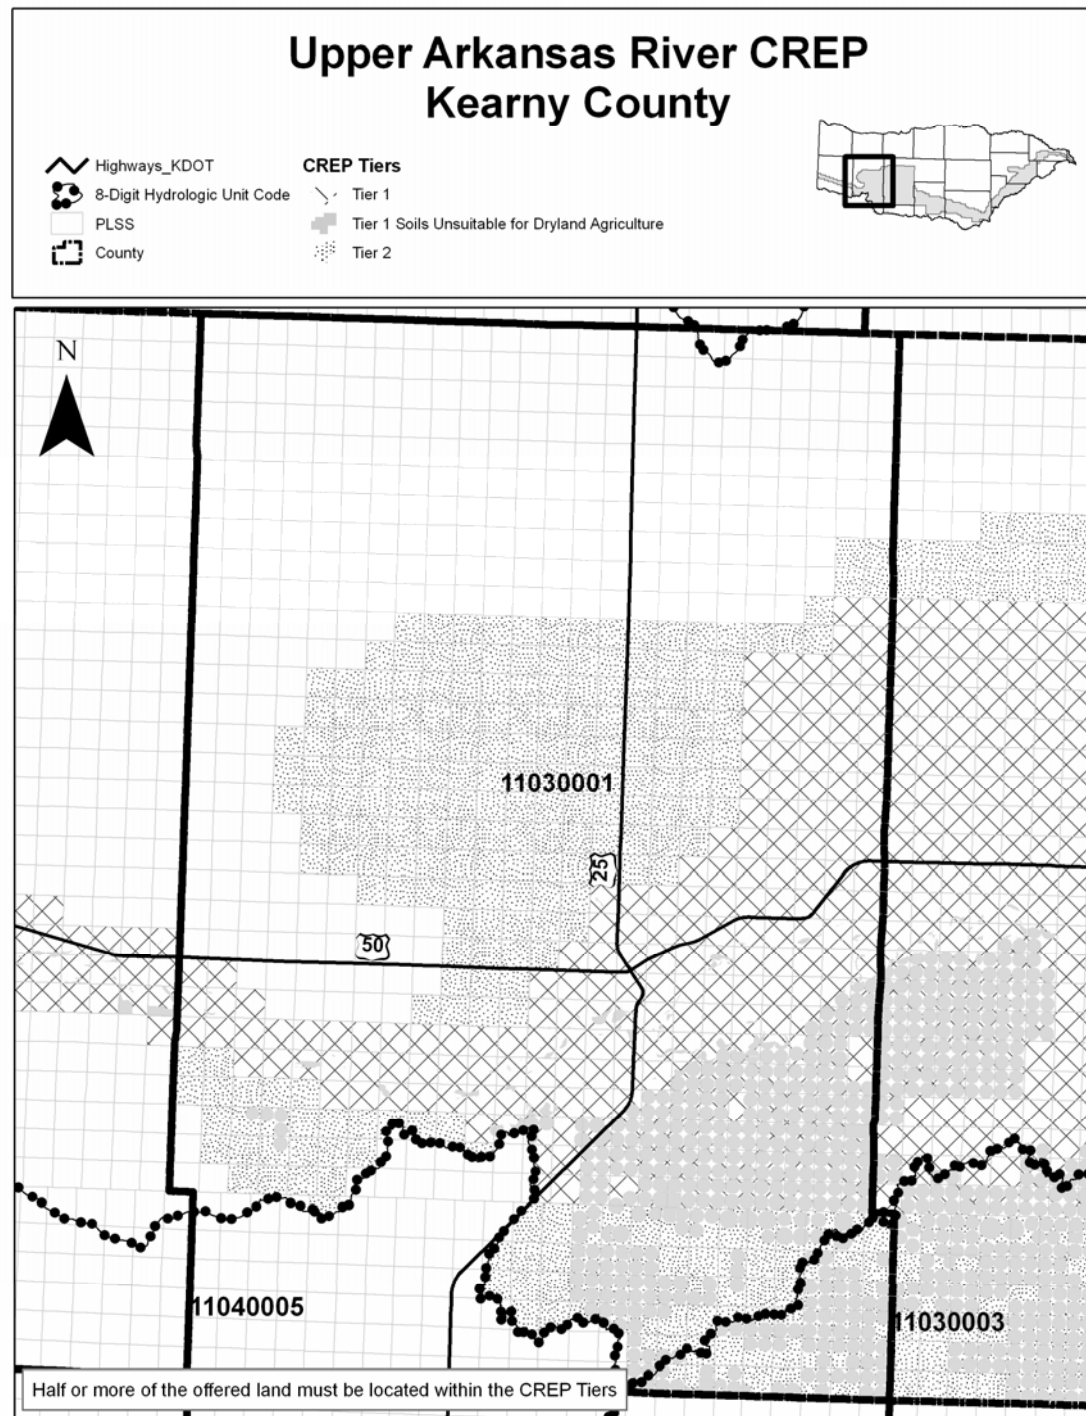 Upper Arkansas River CREP
Kearny County
Highways_KDOT
8-Digit Hydrologic Unit Code
PLSS
County
CREP Tiers
Tier 1
Tier 1 Soils Unsuitable for Dryland Agriculture
Tier 2
N
11030001
25
50
11040005
11030003
Half or more of the offered land must be located within the CREP Tiers